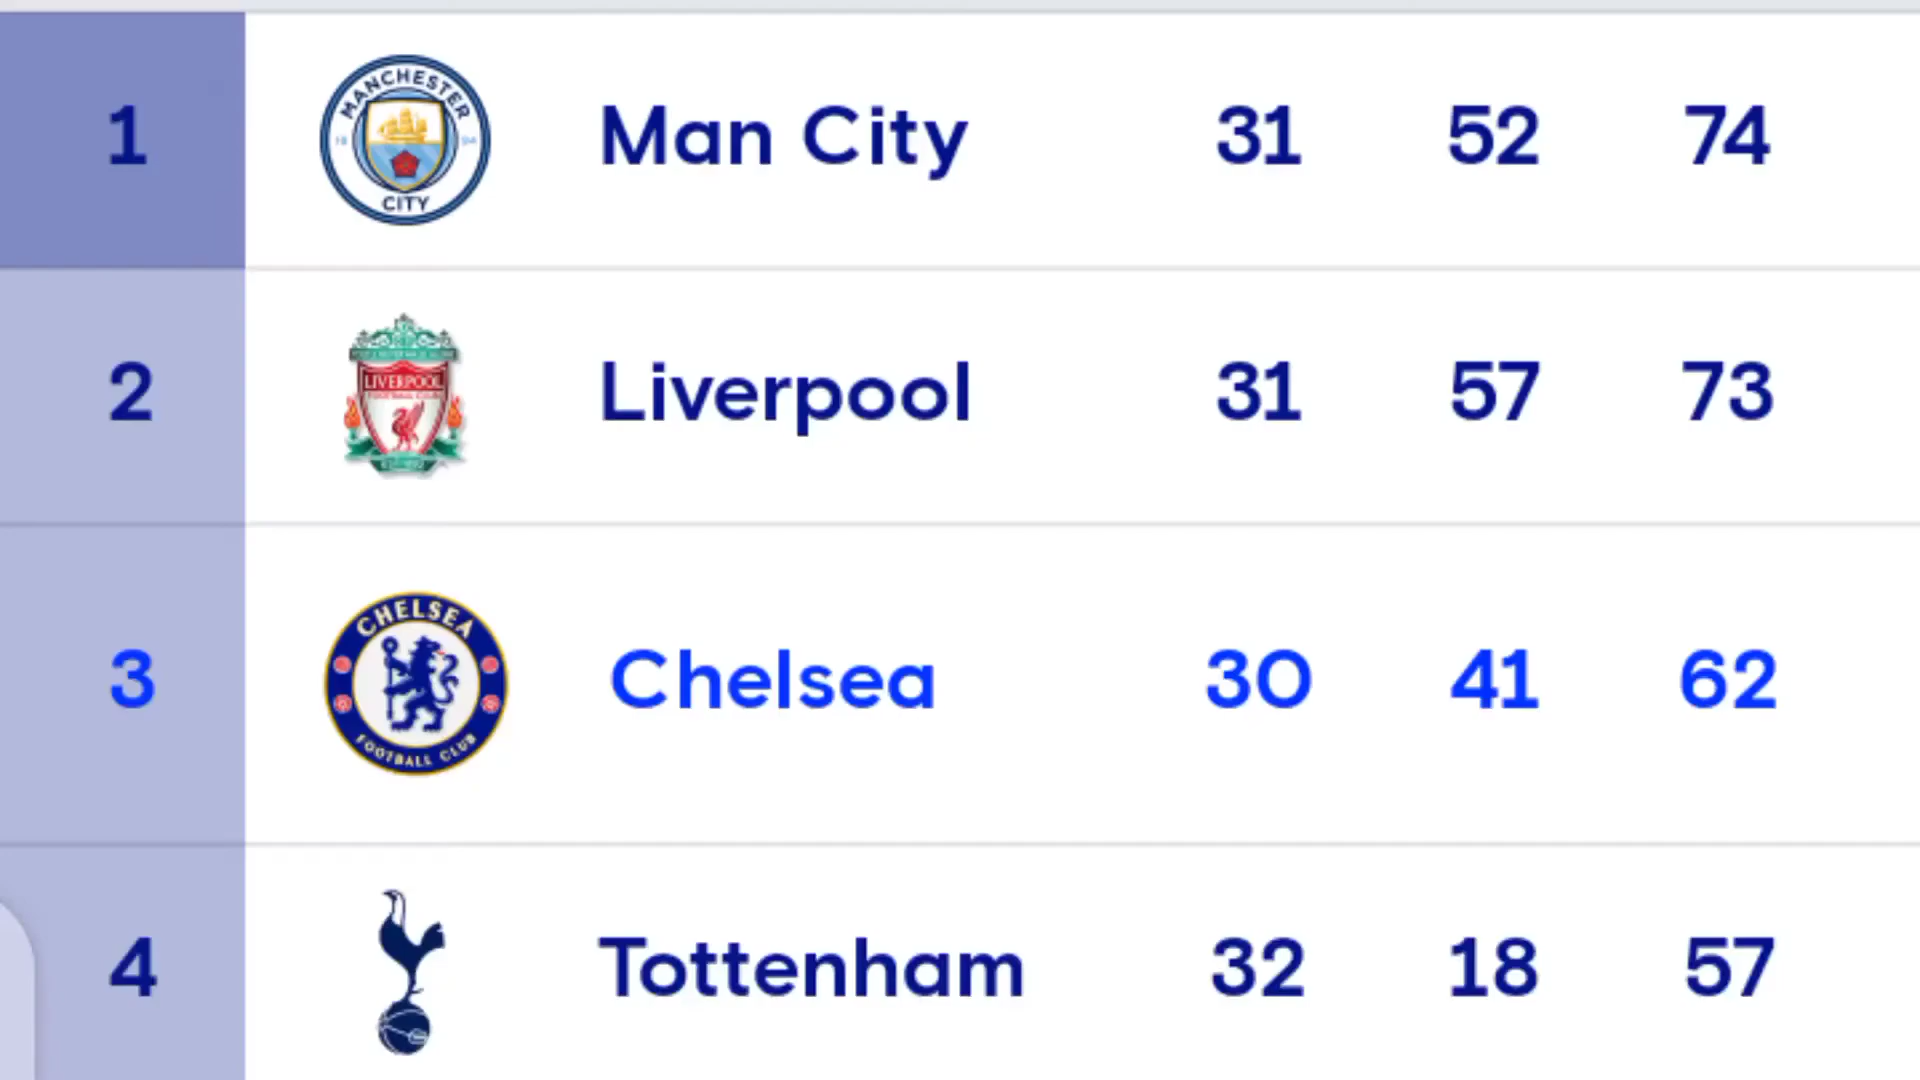 1 MANCHESTER CITY Man City 31 52 74
2 LIVERPOOL Liverpool 31 57 73
3 CHELSEA FOOTBALL CLUB Chelsea 30 41 62
4 Tottenham 32 18 57